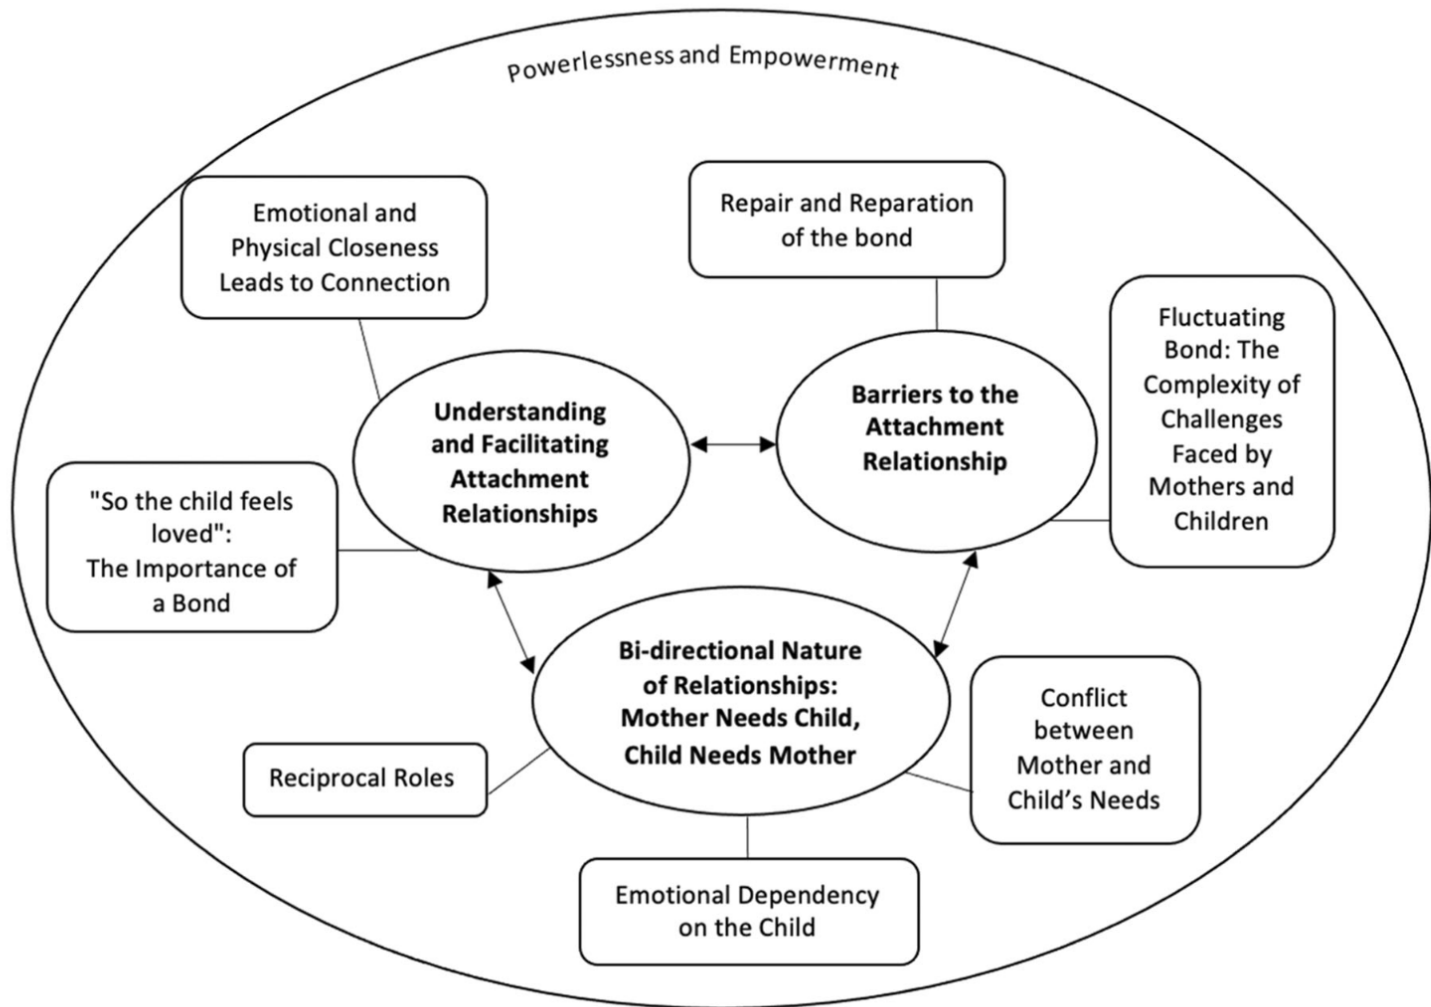 Powerlessness and Empowerment
Emotional and
Physical Closeness
Leads to Connection
Repair and Reparation
of the bond
Fluctuating
Bond: The
Complexity of
Challenges
Faced by
Mothers and
Children
Understanding
and Facilitating
Attachment
Relationships
Barriers to the
Attachment
Relationship
"So the child feels
loved":
The Importance of
a Bond
Bi-directional Nature
of Relationships:
Mother Needs Child,
Child Needs Mother
Conflict
between
Mother and
Child’s Needs
Reciprocal Roles
Emotional Dependency
on the Child